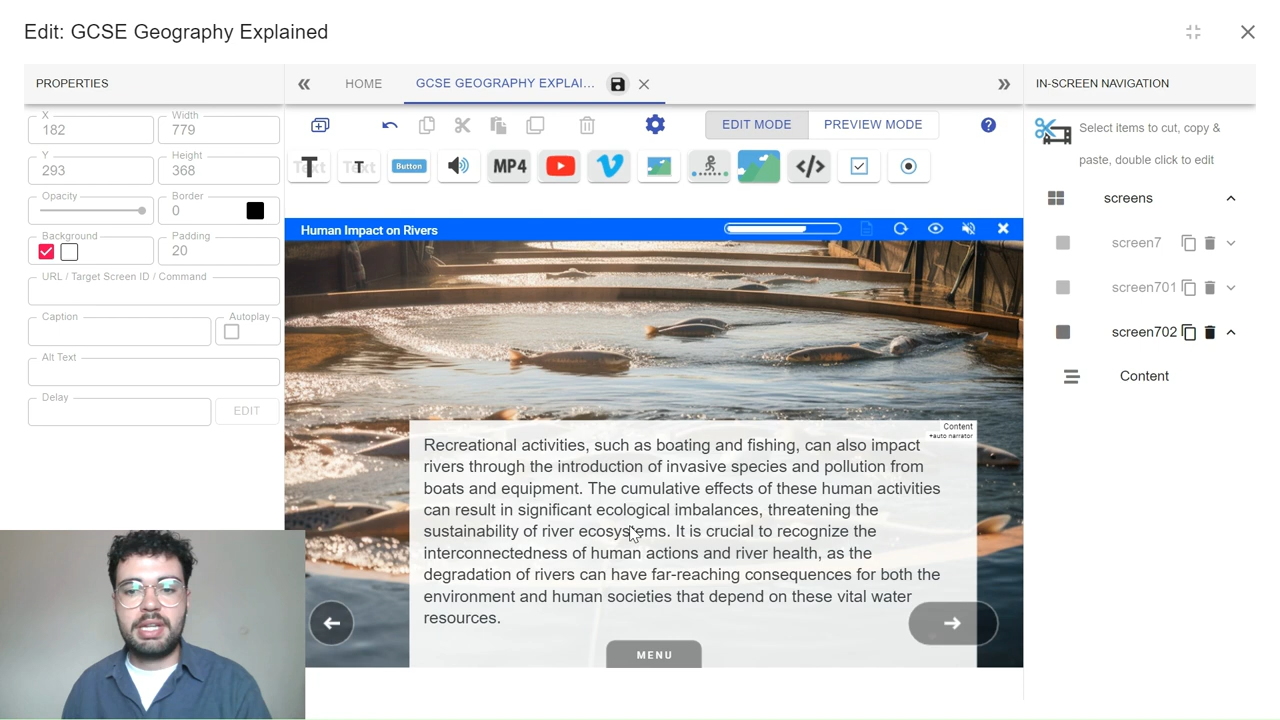 Edit: GCSE Geography Explained
PROPERTIES
X
182
Width
779
Y
293
Height
368
Opacity
Border
0
Background
Padding
20
URL / Target Screen ID / Command
Caption
Autoplay
Alt Text
Delay
EDIT
HOME
GCSE GEOGRAPHY EXPLAI...
EDIT MODE
PREVIEW MODE
Text
T
Text
T
Button
MP4
Human Impact on Rivers
Content
+auto narrator
Recreational activities, such as boating and fishing, can also impact
rivers through the introduction of invasive species and pollution from
boats and equipment. The cumulative effects of these human activities
can result in significant ecological imbalances, threatening the
sustainability of river ecosystems. It is crucial to recognize the
interconnectedness of human actions and river health, as the
degradation of rivers can have far-reaching consequences for both the
environment and human societies that depend on these vital water
resources.
MENU
IN-SCREEN NAVIGATION
Select items to cut, copy &
paste, double click to edit
screens
screen7
screen701
screen702
Content